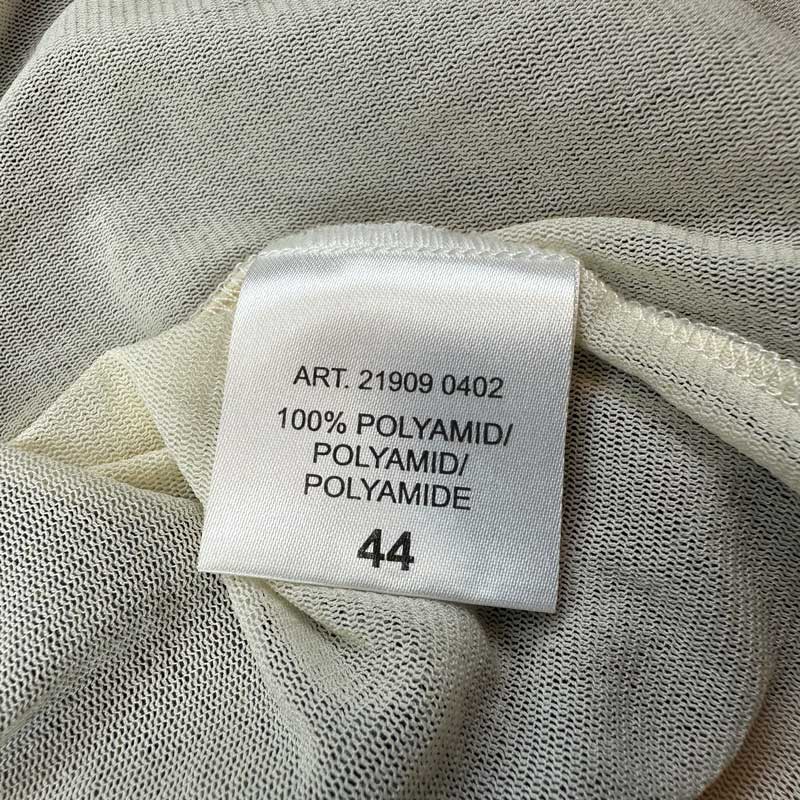 ART. 21909 0402
100% POLYAMID/
POLYAMID/
POLYAMIDE
44